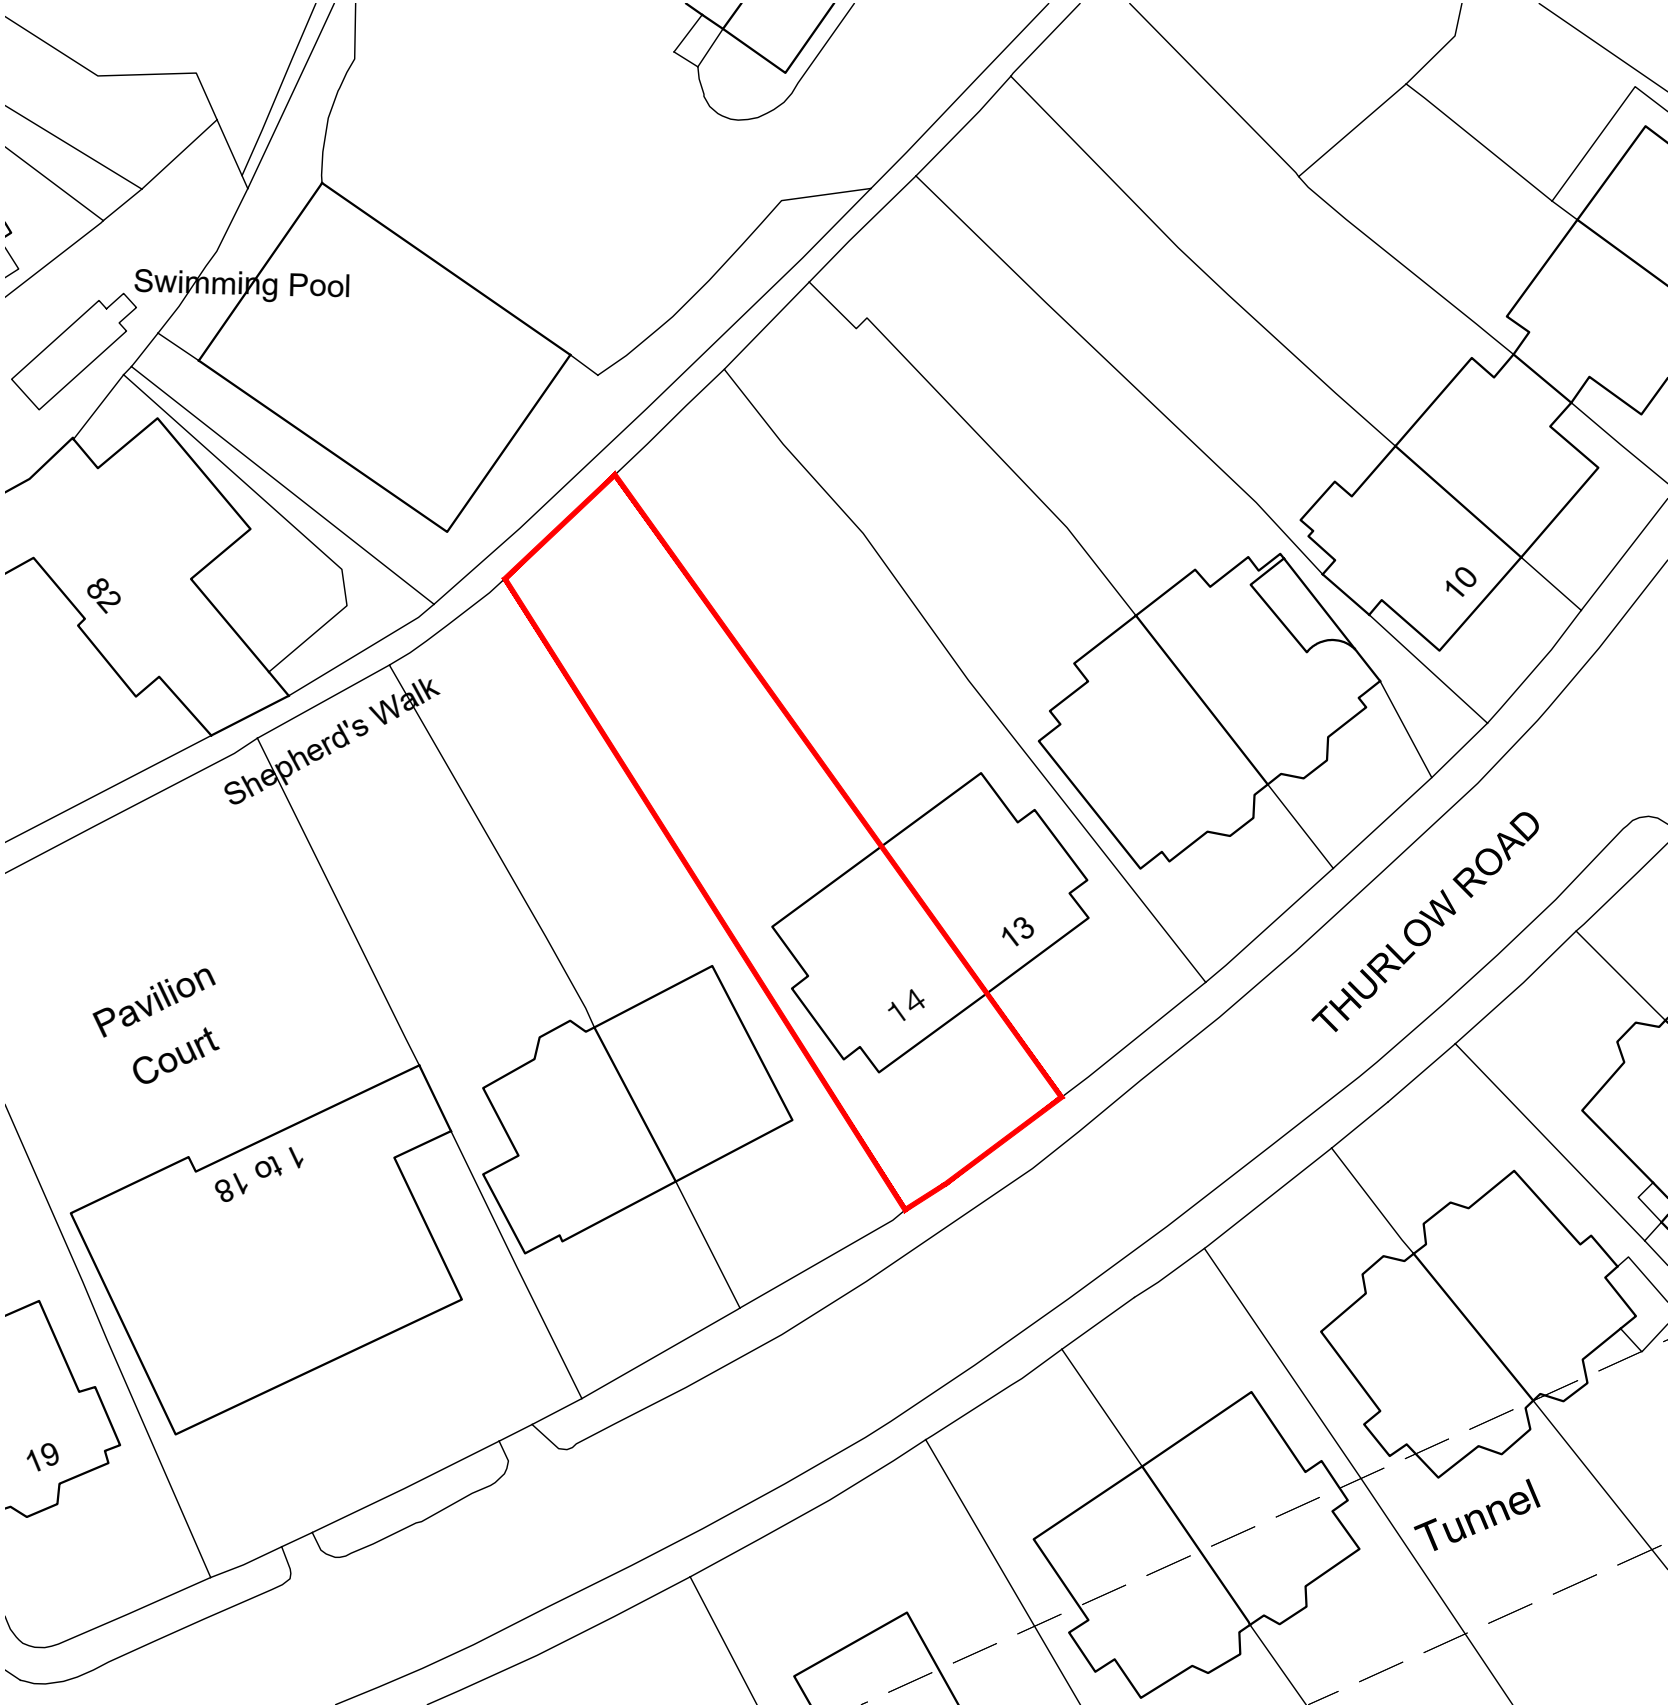 Swimming Pool
82
10
Shepherd's Walk
THURLOW ROAD
13
14
Pavilion
Court
1 to 18
19
Tunnel